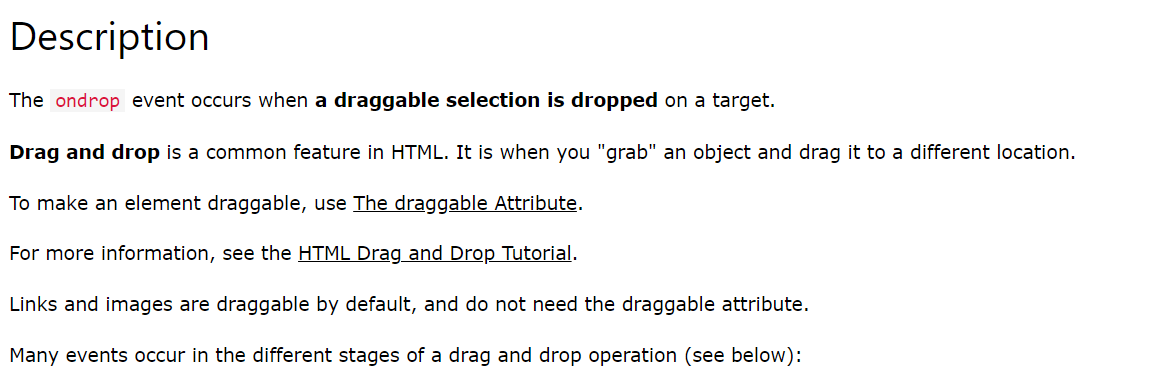 Description
The ondrop event occurs when a draggable selection is dropped on a target.
Drag and drop is a common feature in HTML. It is when you "grab" an object and drag it to a different location.
To make an element draggable, use The draggable Attribute.
For more information, see the HTML Drag and Drop Tutorial.
Links and images are draggable by default, and do not need the draggable attribute.
Many events occur in the different stages of a drag and drop operation (see below):